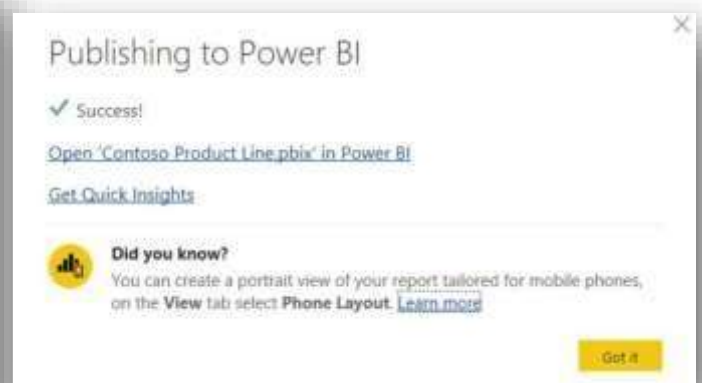 Publishing to Power BI
Success!
Open 'Contoso Product Line.pbix' in Power BI
Get Quick Insights
Did you know?
You can create a portrait view of your report tailored for mobile phones,
on the View tab select Phone Layout. Learn more
Got it